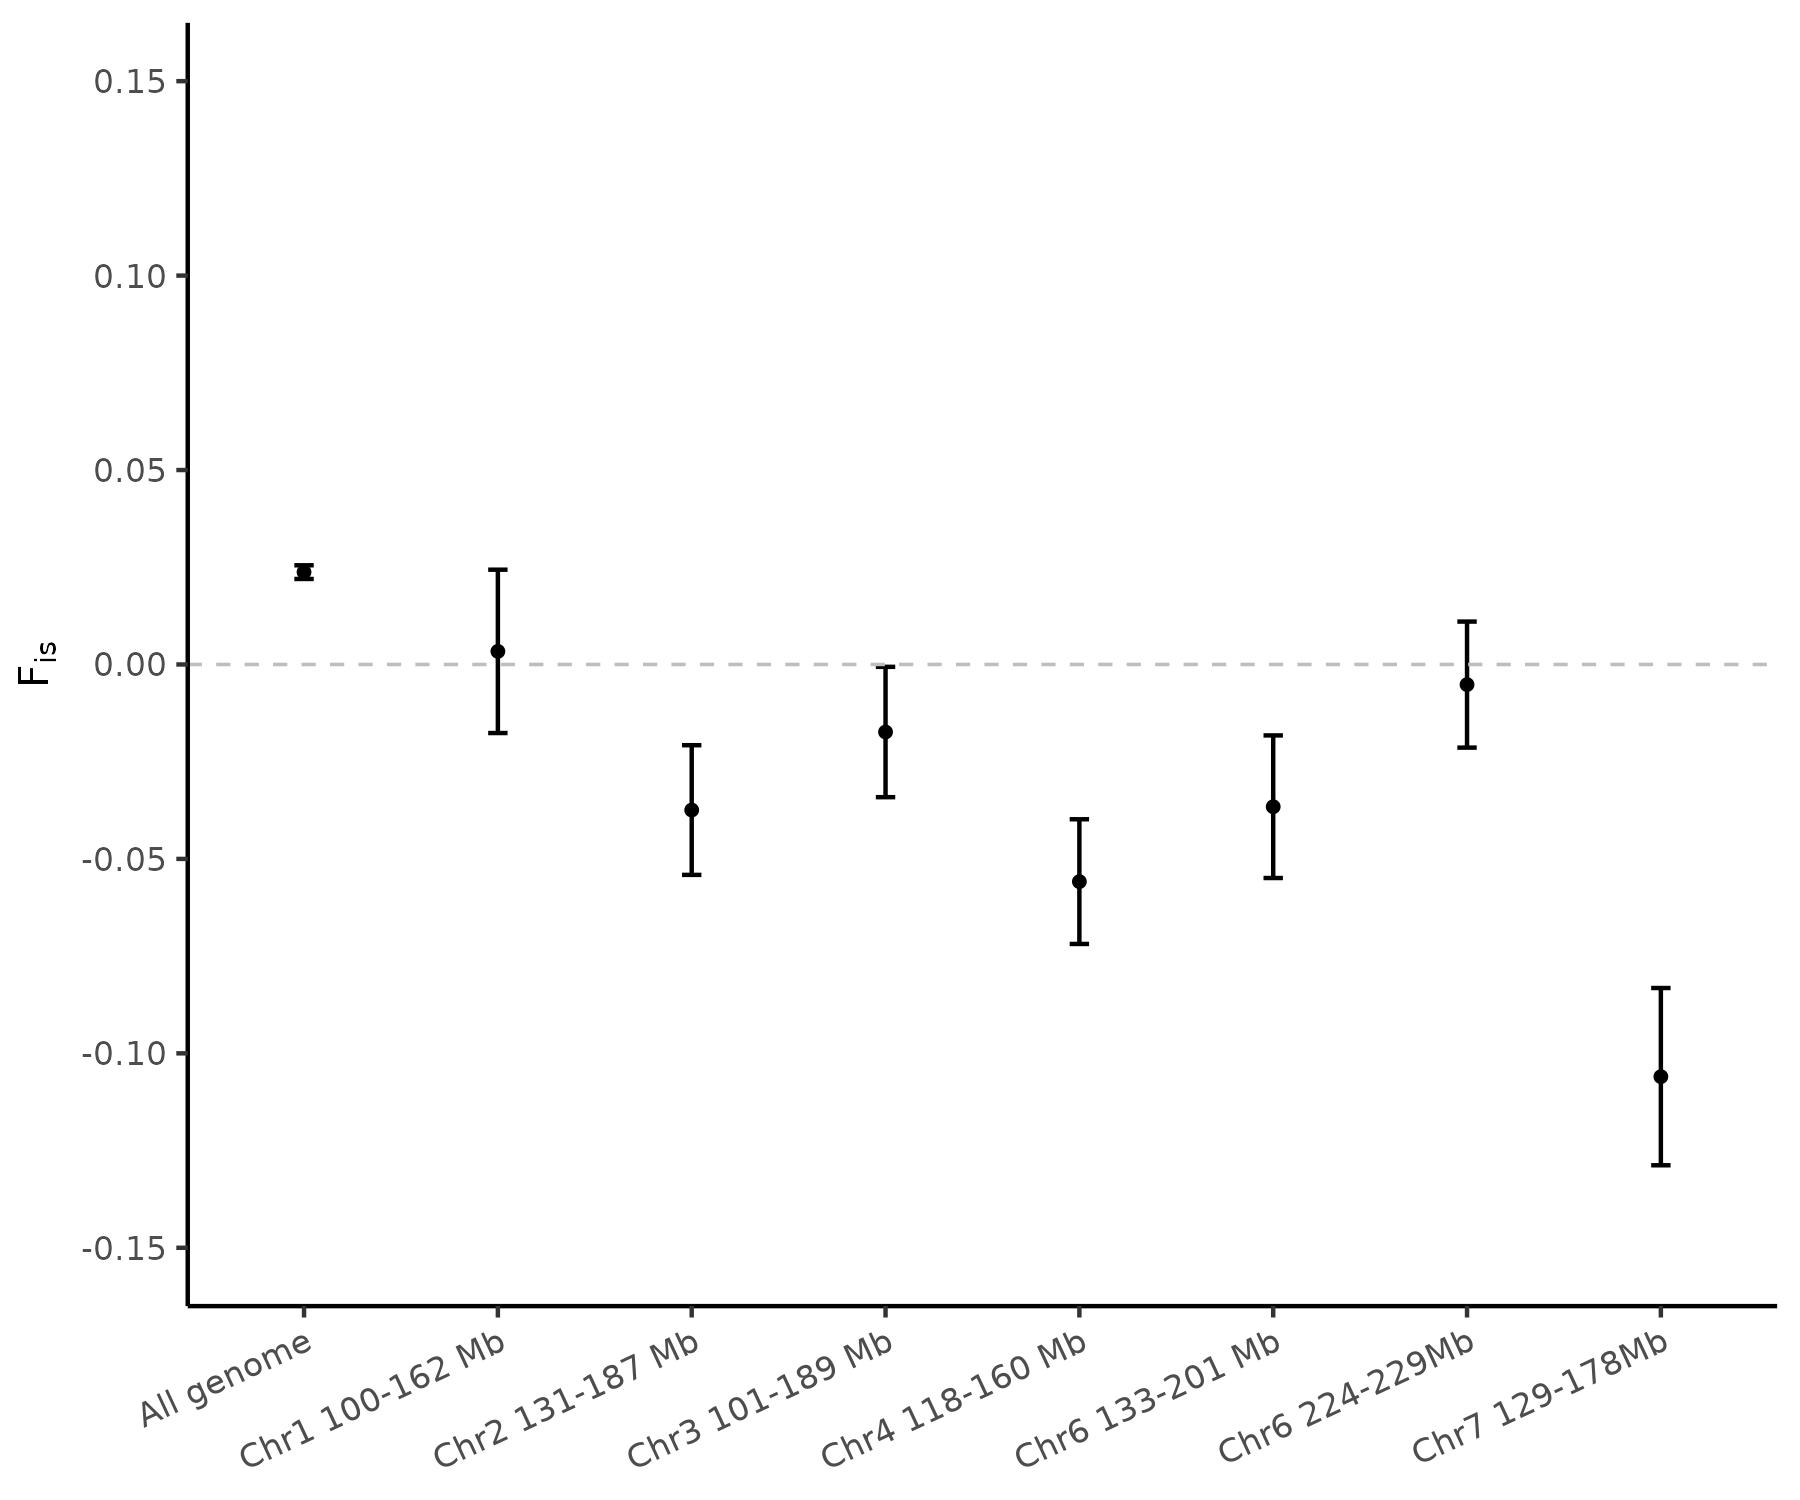 0.15
0.10
0.05
0.00
-0.05
-0.10
-0.15
Fis
All genome
Chr1 100-162 Mb
Chr2 131-187 Mb
Chr3 101-189 Mb
Chr4 118-160 Mb
Chr6 133-201 Mb
Chr6 224-229Mb
Chr7 129-178Mb